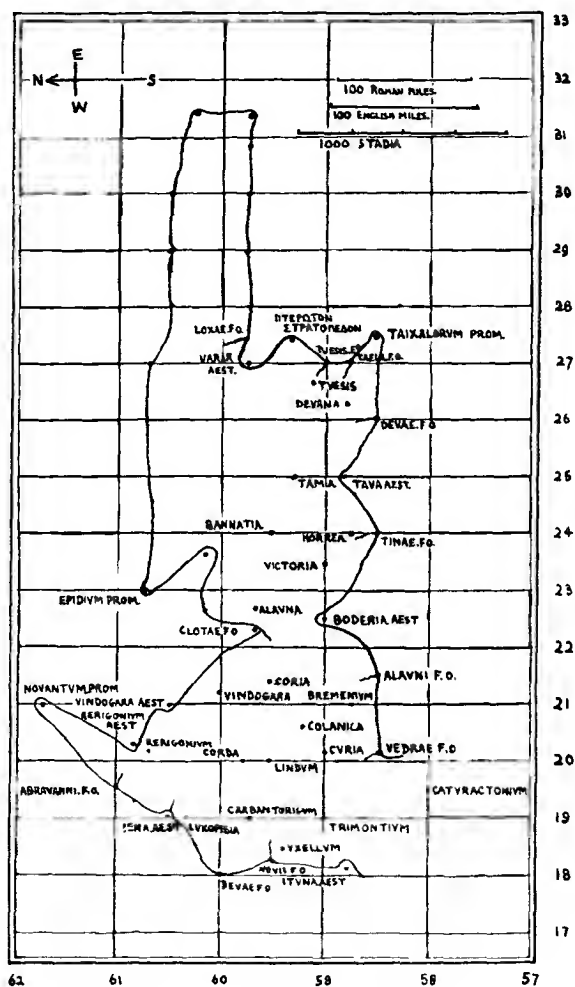 33
E
N S
W
32
100 ROMAN MILES.
100 ENGLISH MILES.
31
1000 STADIA
30
29
28
ΠΤΕΡΩΤΟΝ
ΣΤΡΑΤΟΠΕΔΟΝ
LOXAE.F.O.
TAIXALORVM PROM.
VARAR
AEST.
27
TVESIS
DEVANA
DEVAE.F.O.
26
TAMIA
TAVA AEST.
25
BANNATIA
HORREA
TINAE.F.O.
24
VICTORIA
EPIDIVM PROM.
23
ALAVNA
CLOTAE.F.O
BODERIA AEST
22
CORIA
ALAVNI F.O.
NOVANTVM.PROM
VINDOGARA AEST
VINDOGARA
BREMENIVM
21
RERIGONIVM
AEST
COLANICA
RERIGONIVM
CORDA
CVRIA
VEDRAE F.O
20
LINDVM
ABRAVANNI.F.O.
CATVRACTONIVM
CARBANTORIGVM
19
IENA.AEST
LVKOPIBIA
TRIMONTIVM
VXELLVM
NOVII F.O
ITVNA AEST
DEVAE F.O
18
17
62 61 60 59 58 57